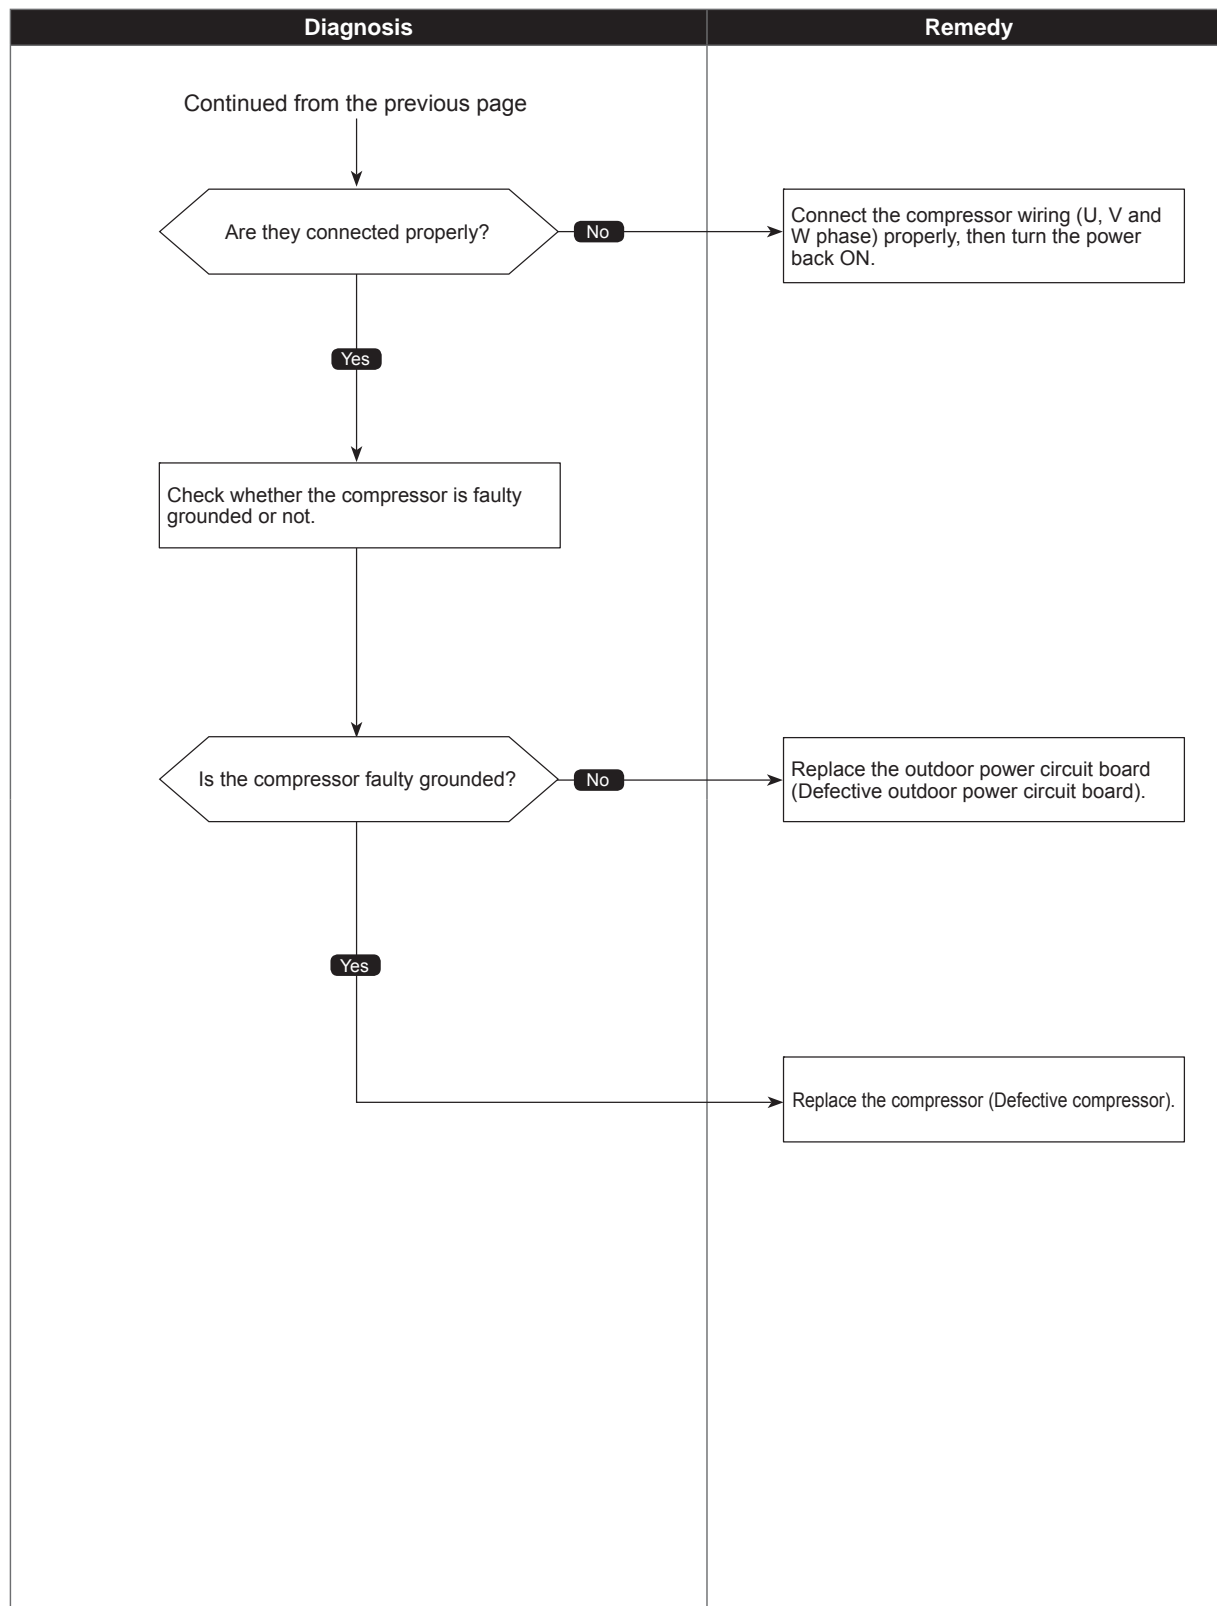 Diagnosis
Remedy
Continued from the previous page
Are they connected properly?
No
Connect the compressor wiring (U, V and
W phase) properly, then turn the power
back ON.
Yes
Check whether the compressor is faulty
grounded or not.
Is the compressor faulty grounded?
No
Replace the outdoor power circuit board
(Defective outdoor power circuit board).
Yes
Replace the compressor (Defective compressor).